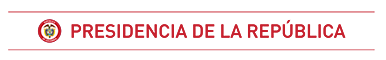 PRESIDENCIA DE LA REPÚBLICA